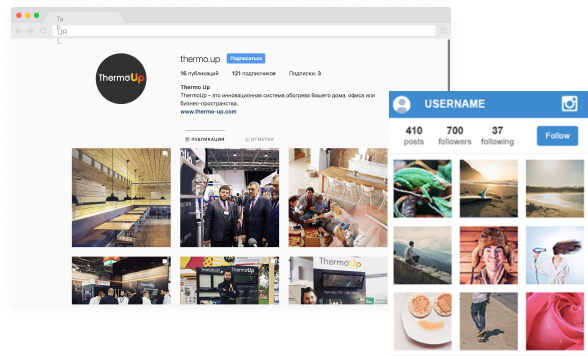 Ta
b
UR
L
thermo.up Подписаться
16 публикаций 121 подписчиков Подписки: 3
Thermo Up
ThermoUp – это инновационная система обогрева Вашего дома, офиса или
бизнес-пространства.
www.thermo-up.com
ThermoUp
ПУБЛИКАЦИИ ОТМЕТКИ
ThermoUp
ThermoUp
USERNAME
410 700 37
posts followers following
Follow